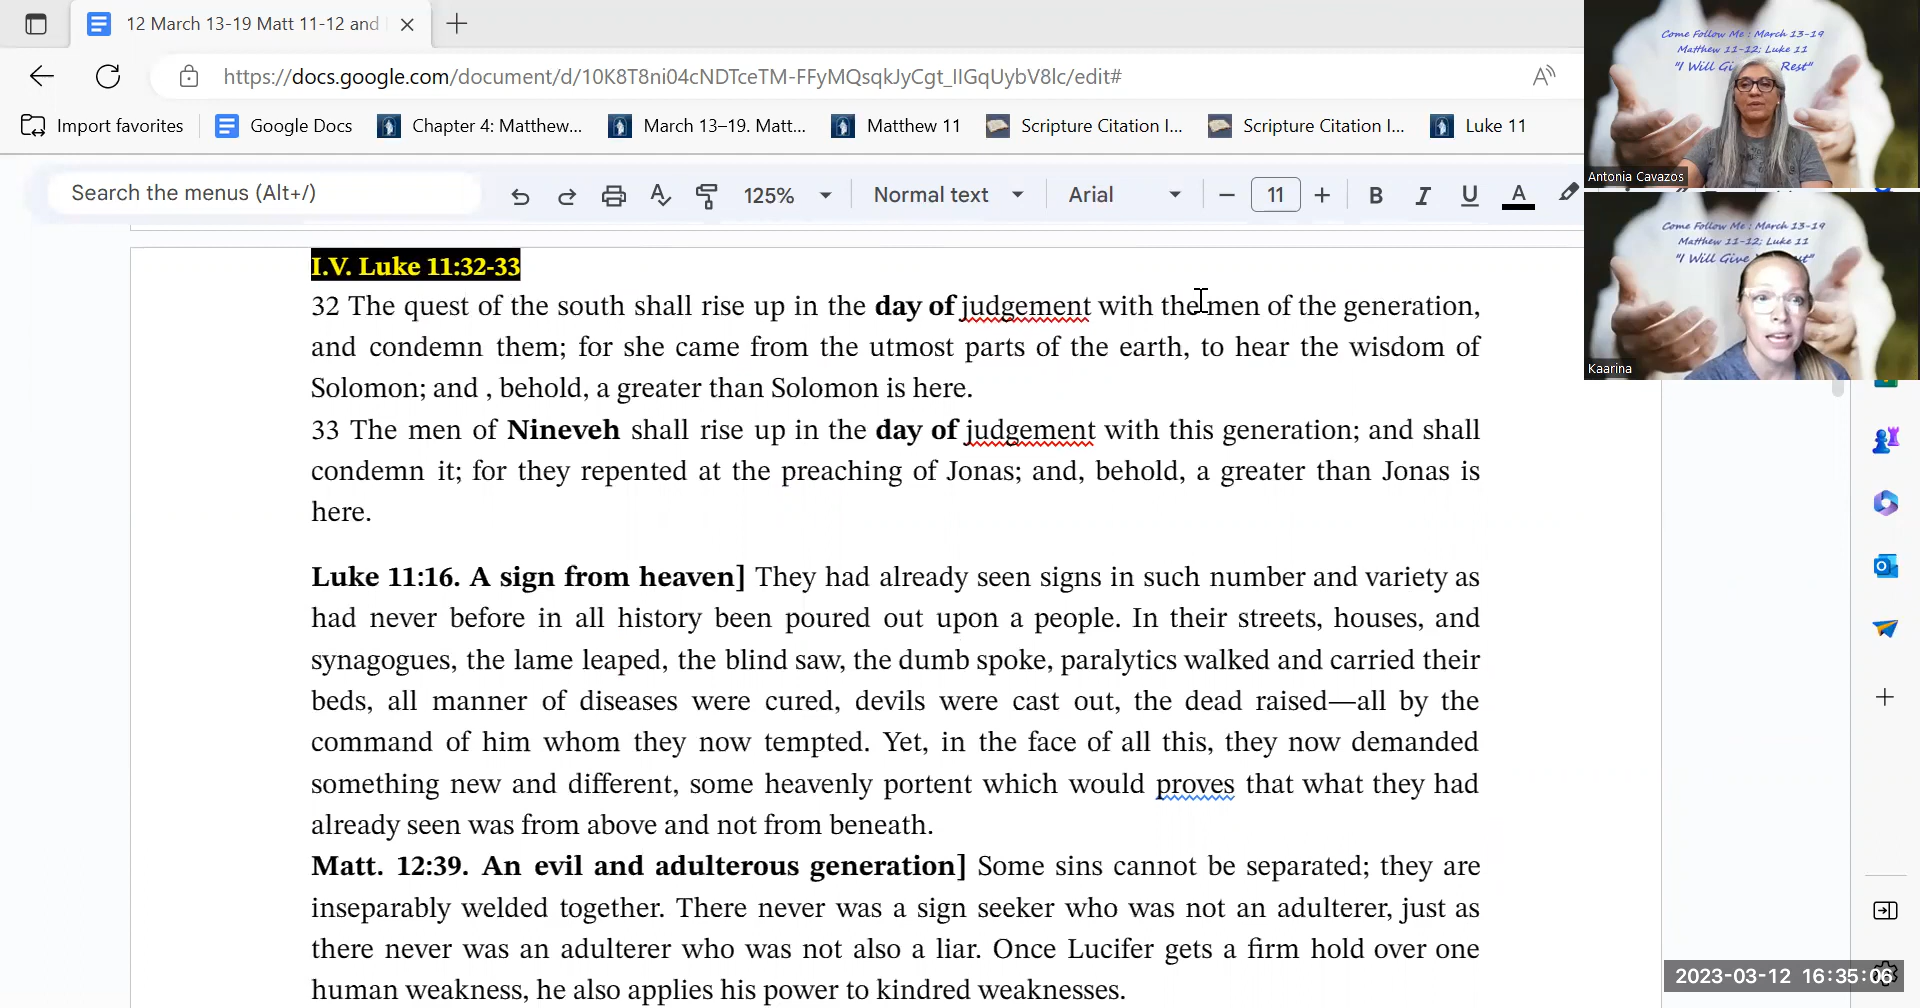 12 March 13-19 Matt 11-12 and
https://docs.google.com/document/d/10K8T8ni04cNDTceTM-FFyMQsqkJyCgt_IIGqUybV8lc/edit#
Import favorites
Google Docs
Chapter 4: Matthew...
March 13–19. Matt...
Matthew 11
Scripture Citation I...
Scripture Citation I...
Luke 11
Search the menus (Alt+/)
125%
Normal text
Arial
11
B
I
U
A
Come Follow Me : March 13-19
Matthew 11-12; Luke 11
"I Will Gi Rest"
Antonia Cavazos
Come Follow Me : March 13-19
Matthew 11-12; Luke 11
"I Will Give
Kaarina
I.V. Luke 11:32-33
32 The quest of the south shall rise up in the day of judgement with the men of the generation,
and condemn them; for she came from the utmost parts of the earth, to hear the wisdom of
Solomon; and , behold, a greater than Solomon is here.
33 The men of Nineveh shall rise up in the day of judgement with this generation; and shall
condemn it; for they repented at the preaching of Jonas; and, behold, a greater than Jonas is
here.
Luke 11:16. A sign from heaven] They had already seen signs in such number and variety as
had never before in all history been poured out upon a people. In their streets, houses, and
synagogues, the lame leaped, the blind saw, the dumb spoke, paralytics walked and carried their
beds, all manner of diseases were cured, devils were cast out, the dead raised—all by the
command of him whom they now tempted. Yet, in the face of all this, they now demanded
something new and different, some heavenly portent which would proves that what they had
already seen was from above and not from beneath.
Matt. 12:39. An evil and adulterous generation] Some sins cannot be separated; they are
inseparably welded together. There never was a sign seeker who was not an adulterer, just as
there never was an adulterer who was not also a liar. Once Lucifer gets a firm hold over one
human weakness, he also applies his power to kindred weaknesses.
2023-03-12 16:35:06